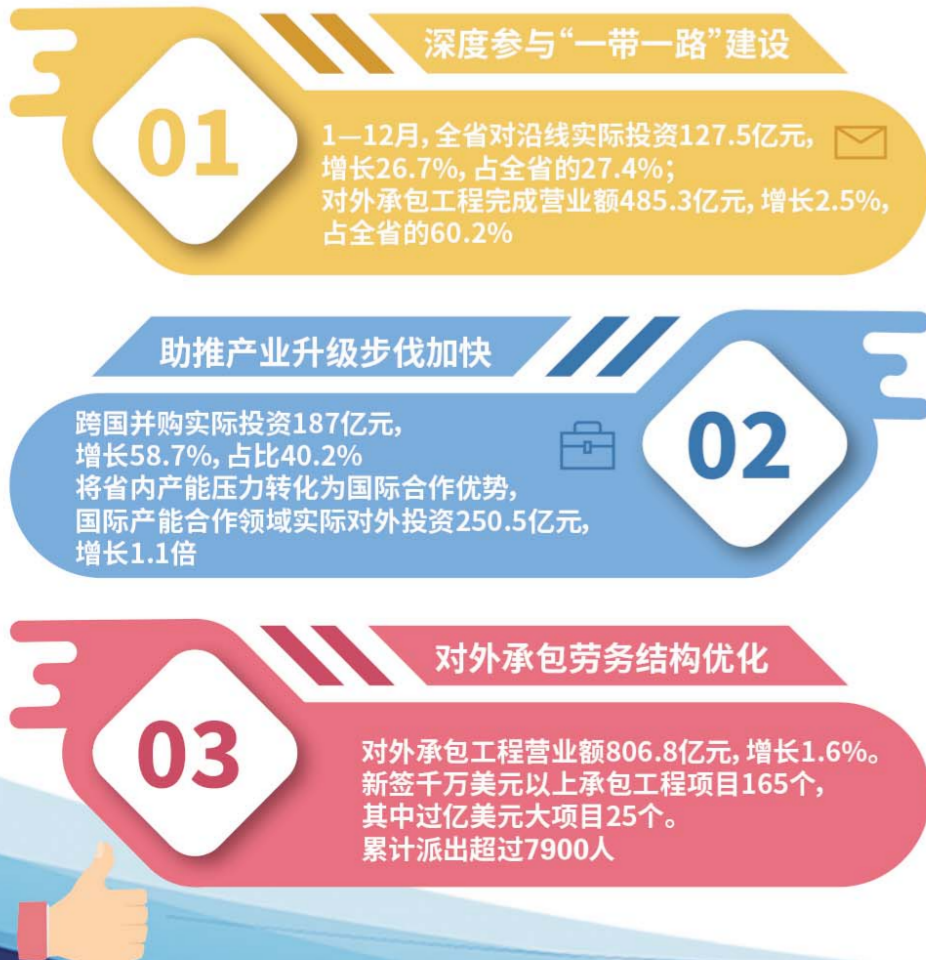 深度参与“一带一路”建设
01
1—12月, 全省对沿线实际投资127.5亿元,
增长26.7%, 占全省的27.4%;
对外承包工程完成营业额485.3亿元, 增长2.5%,
占全省的60.2%
助推产业升级步伐加快
02
跨国并购实际投资187亿元,
增长58.7%, 占比40.2%
将省内产能压力转化为国际合作优势,
国际产能合作领域实际对外投资250.5亿元,
增长1.1倍
对外承包劳务结构优化
03
对外承包工程营业额806.8亿元, 增长1.6%。
新签千万美元以上承包工程项目165个,
其中过亿美元大项目25个。
累计派出超过7900人